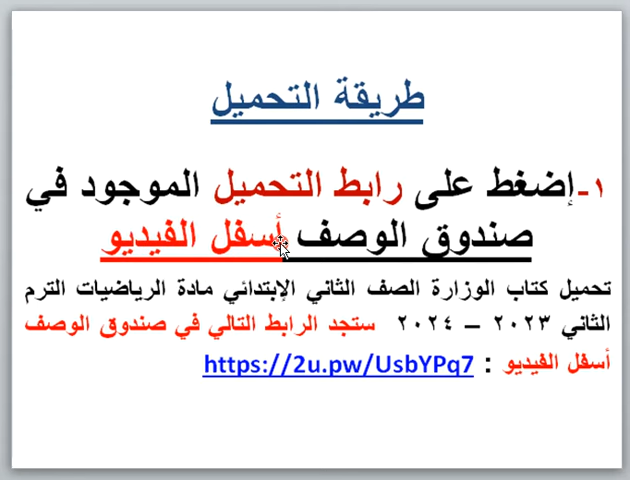 طريقة التحميل
١-إضغط على رابط التحميل الموجود في
صندوق الوصف أسفل الفيديو
تحميل كتاب الوزارة الصف الثاني الإبتدائي مادة الرياضيات الترم
الثاني ٢٠٢٣ – ٢٠٢٤ ستجد الرابط التالي في صندوق الوصف
أسفل الفيديو : https://2u.pw/UsbYPq7